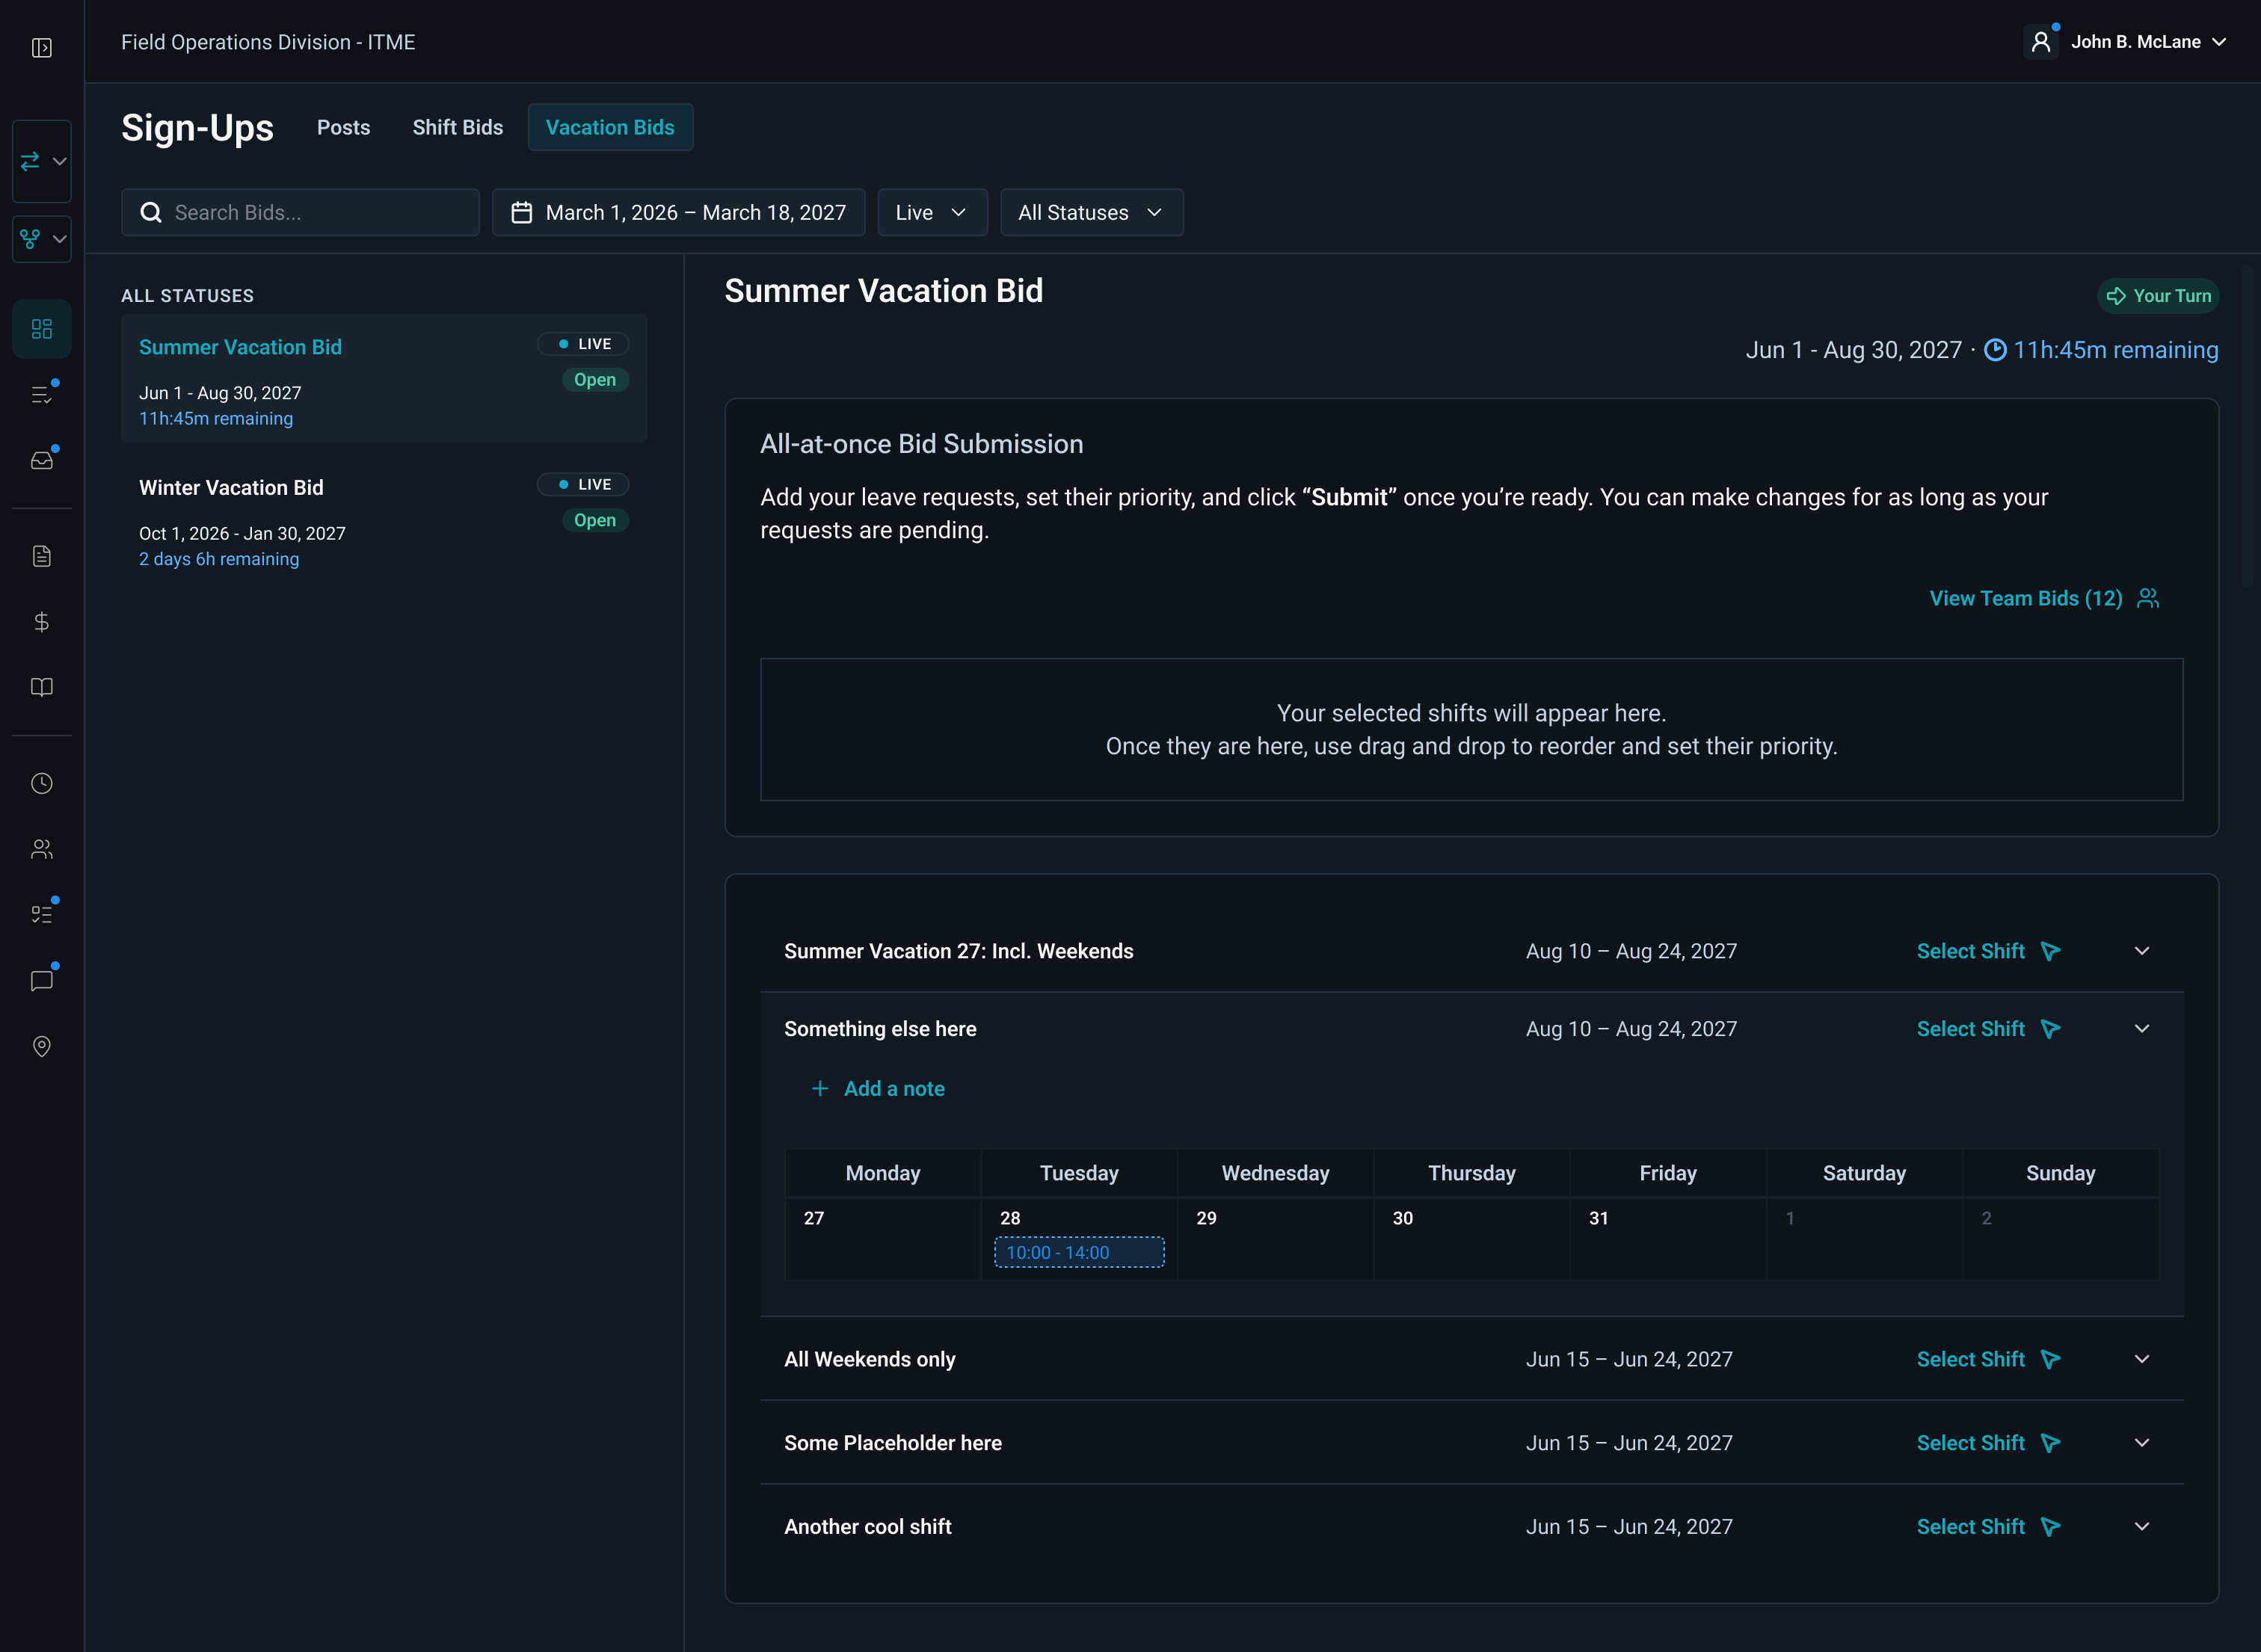 Field Operations Division - ITME
John B. McLane
Sign-Ups
Posts
Shift Bids
Vacation Bids
Search Bids...
March 1, 2026 – March 18, 2027
Live
All Statuses
ALL STATUSES
Summer Vacation Bid
LIVE
Open
Jun 1 - Aug 30, 2027
11h:45m remaining
Winter Vacation Bid
LIVE
Open
Oct 1, 2026 - Jan 30, 2027
2 days 6h remaining
Summer Vacation Bid
Your Turn
Jun 1 - Aug 30, 2027 · 11h:45m remaining
All-at-once Bid Submission
Add your leave requests, set their priority, and click “Submit” once you’re ready. You can make changes for as long as your
requests are pending.
View Team Bids (12)
Your selected shifts will appear here.
Once they are here, use drag and drop to reorder and set their priority.
Summer Vacation 27: Incl. Weekends
Aug 10 – Aug 24, 2027
Select Shift
Something else here
Aug 10 – Aug 24, 2027
Select Shift
Add a note
Monday
Tuesday
Wednesday
Thursday
Friday
Saturday
Sunday
27
28
29
30
31
1
2
10:00 - 14:00
All Weekends only
Jun 15 – Jun 24, 2027
Select Shift
Some Placeholder here
Jun 15 – Jun 24, 2027
Select Shift
Another cool shift
Jun 15 – Jun 24, 2027
Select Shift